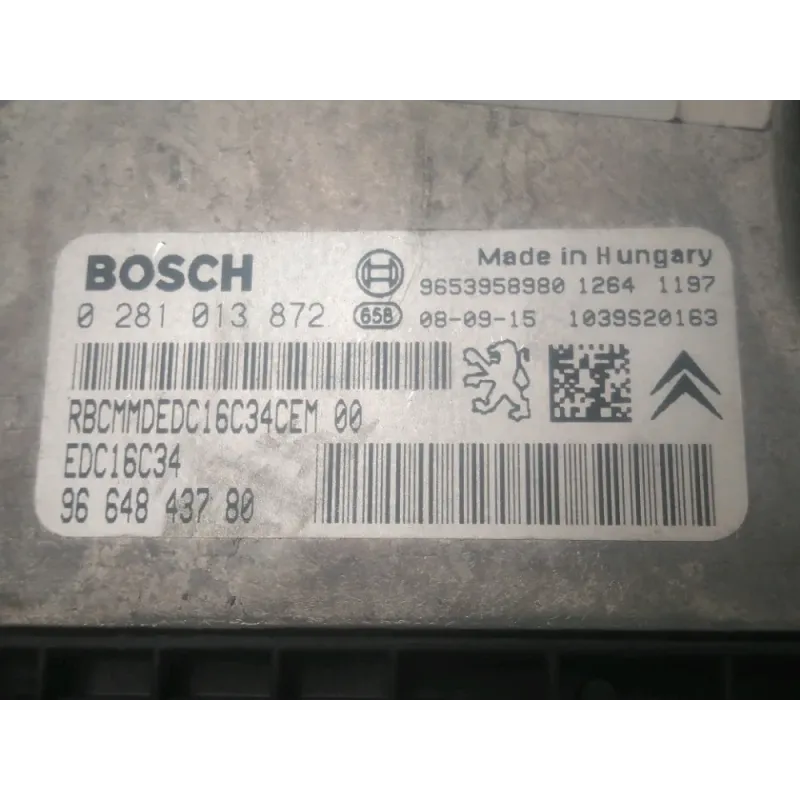 BOSCH
Made in Hungary
9653958980 1264 1197
0 281 013 872
658
08-09-15 1039S20163
RBCMMDEDC16C34CEM 00
EDC16C34
96 648 437 80